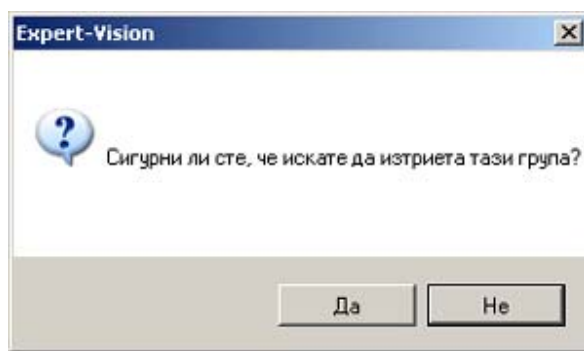 Expert-Vision
Сигурни ли сте, че искате да изтриета тази група?
Да
Не